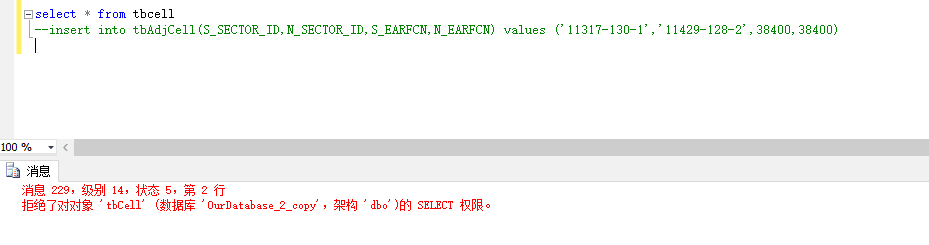 select * from tbcell
--insert into tbAdjCell(S_SECTOR_ID,N_SECTOR_ID,S_EARFCN,N_EARFCN) values ('11317-130-1','11429-128-2',38400,38400)
100 %
消息
消息 229，级别 14，状态 5，第 2 行
拒绝了对对象 'tbCell' (数据库 'OurDatabase_2_copy'，架构 'dbo')的 SELECT 权限。